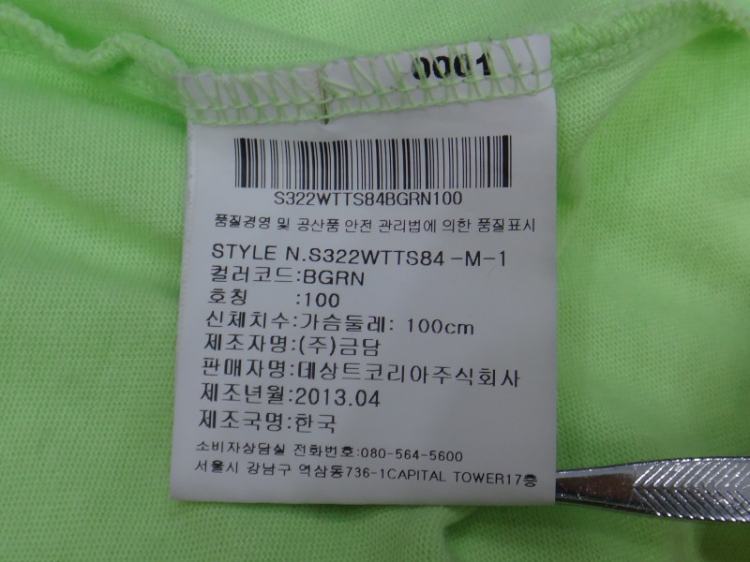 0001
S322WTTS84BGRN100
품질경영 및 공산품 안전 관리법에 의한 품질표시
STYLE N.S322WTTS84-M-1
컬러코드:BGRN
호칭 :100
신체치수:가슴둘레: 100cm
제조자명:(주)금담
판매자명:데상트코리아주식회사
제조년월:2013.04
제조국명:한국
소비자상담실 전화번호:080-564-5600
서울시 강남구 역삼동736-1CAPITAL TOWER17층